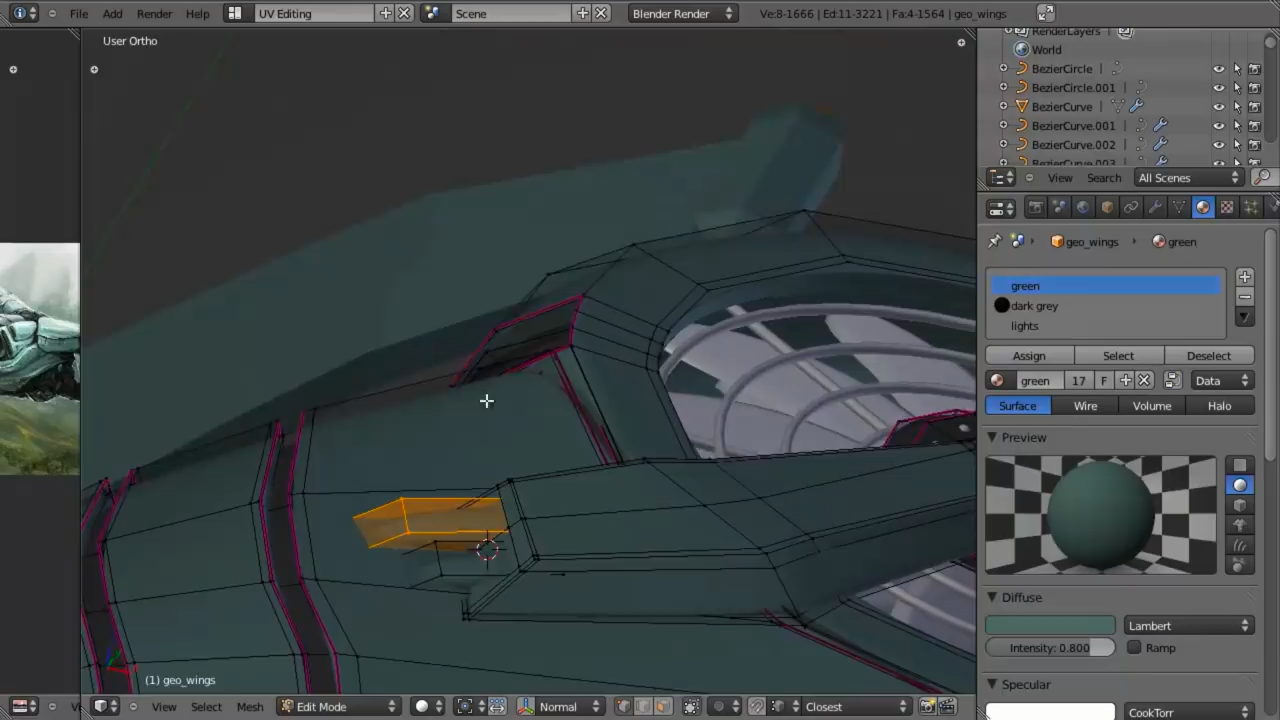 File Add Render Help UV Editing Scene Blender Render Ve:8-1666 | Ed:11-3221 | Fa:4-1564 | geo_wings
User Ortho
RenderLayers
World
BezierCircle
BezierCircle.001
BezierCurve
BezierCurve.001
BezierCurve.002
BezierCurve.003
View Search All Scenes
geo_wings green
green
dark grey
lights
Assign Select Deselect
green 17 F Data
Surface Wire Volume Halo
Preview
Diffuse
Lambert
Intensity: 0.800 Ramp
Specular
CookTorr
(1) geo_wings
Vi View Select Mesh Edit Mode Normal Closest